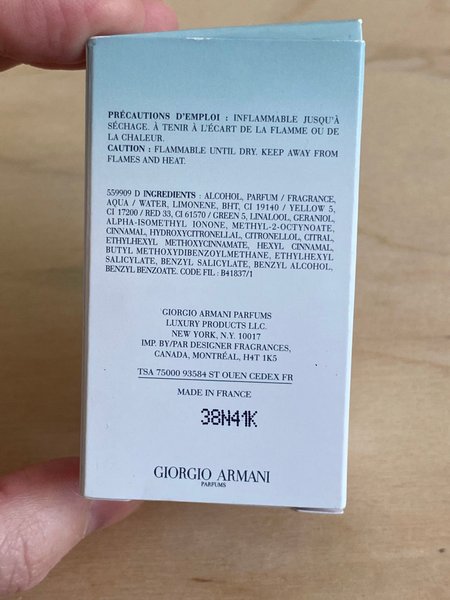 PRÉCAUTIONS D'EMPLOI : INFLAMMABLE JUSQU'À
SÉCHAGE. À TENIR À L'ÉCART DE LA FLAMME OU DE
LA CHALEUR.
CAUTION : FLAMMABLE UNTIL DRY. KEEP AWAY FROM
FLAMES AND HEAT.
559909 D INGREDIENTS : ALCOHOL, PARFUM / FRAGRANCE,
AQUA / WATER, LIMONENE, BHT, CI 19140 / YELLOW 5,
CI 17200 / RED 33, CI 61570 / GREEN 5, LINALOOL, GERANIOL,
ALPHA-ISOMETHYL IONONE, METHYL-2-OCTYNOATE,
CINNAMAL, HYDROXYCITRONELLAL, CITRONELLOL, CITRAL,
ETHYLHEXYL METHOXYCINNAMATE, HEXYL CINNAMAL,
BUTYL METHOXYDIBENZOYLMETHANE, ETHYLHEXYL
SALICYLATE, BENZYL SALICYLATE, BENZYL ALCOHOL,
BENZYL BENZOATE. CODE FIL : B41837/1
GIORGIO ARMANI PARFUMS
LUXURY PRODUCTS LLC.
NEW YORK, N.Y. 10017
IMP. BY/PAR DESIGNER FRAGRANCES,
CANADA, MONTRÉAL, H4T 1K5
TSA 75000 93584 ST OUEN CEDEX FR
MADE IN FRANCE
38N41K
GIORGIO ARMANI
PARFUMS